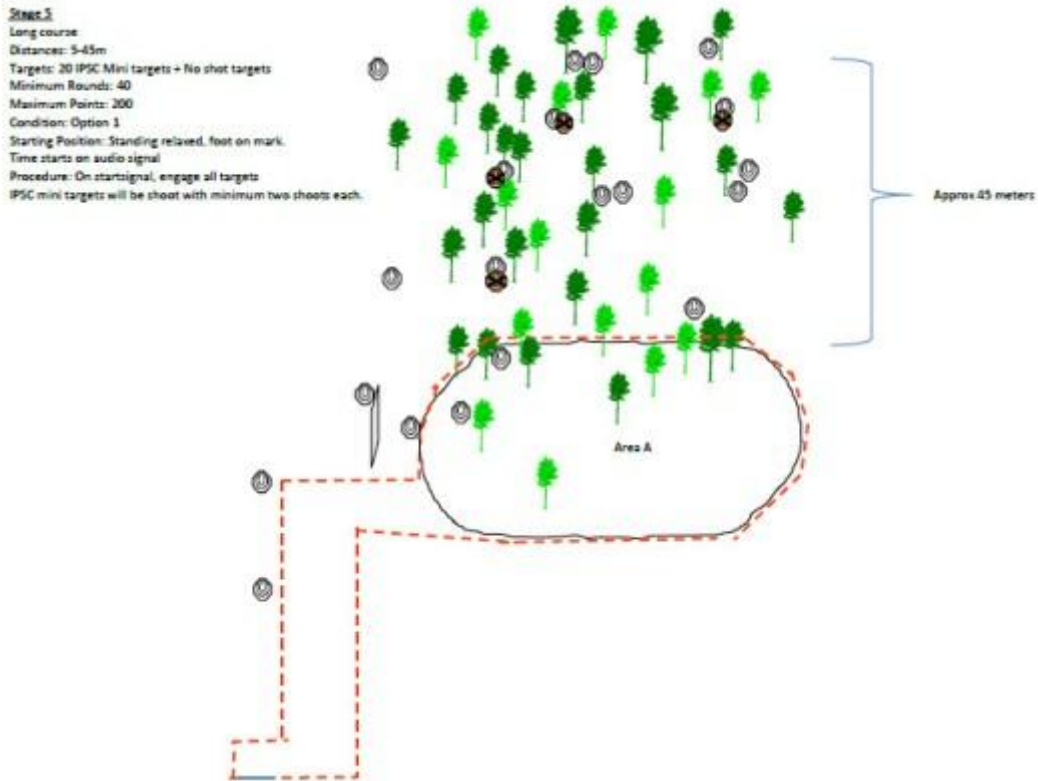 Stage 5
Long course
Distances: 5-45m
Targets: 20 IPSC Mini targets + No shot targets
Minimum Rounds: 40
Maximum Points: 200
Condition: Option 1
Starting Position: Standing relaxed, foot on mark.
Time starts on audio signal
Procedure: On startsignal, engage all targets
IPSC mini targets will be shoot with minimum two shoots each.
Approx 45 meters
Area A